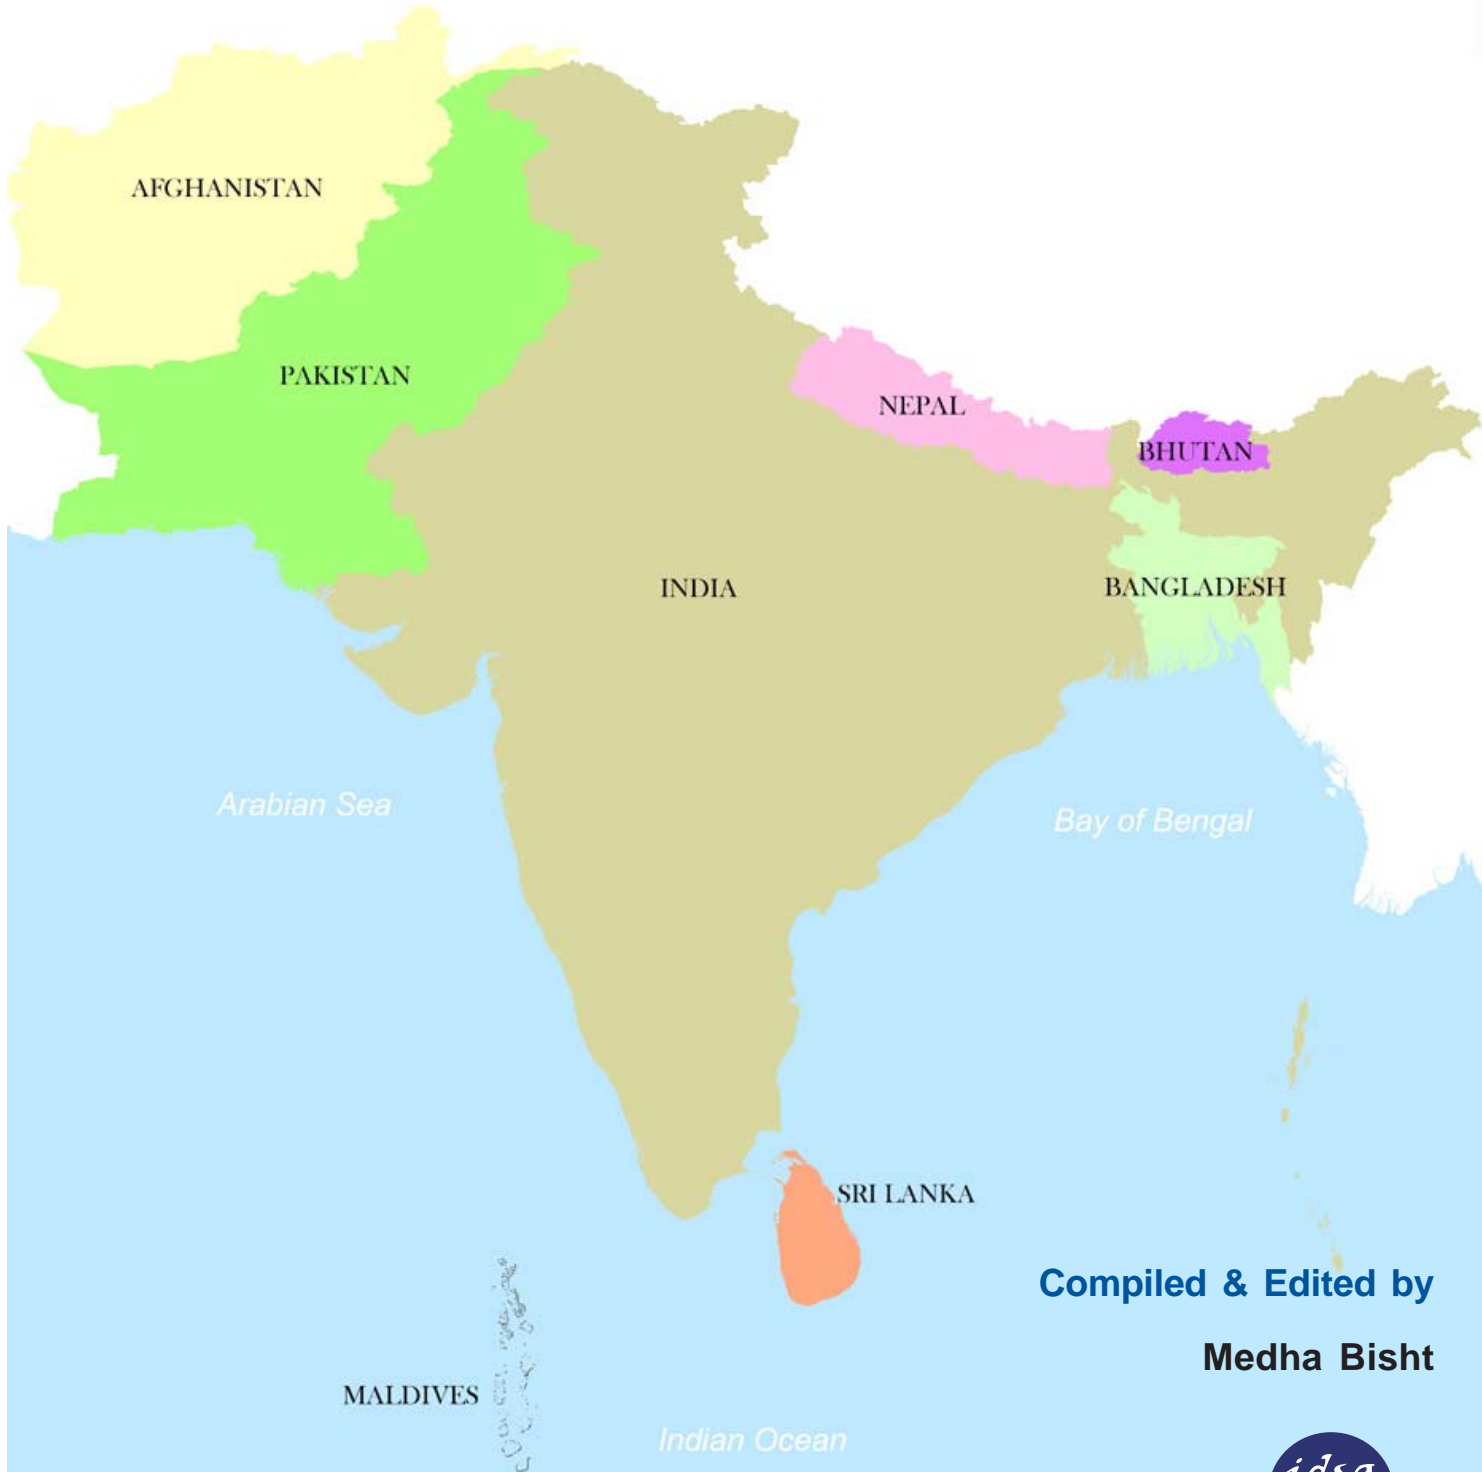 AFGHANISTAN
PAKISTAN
NEPAL
BHUTAN
INDIA
BANGLADESH
Arabian Sea
Bay of Bengal
SRI LANKA
Compiled & Edited by
Medha Bisht
MALDIVES
Indian Ocean
idsa